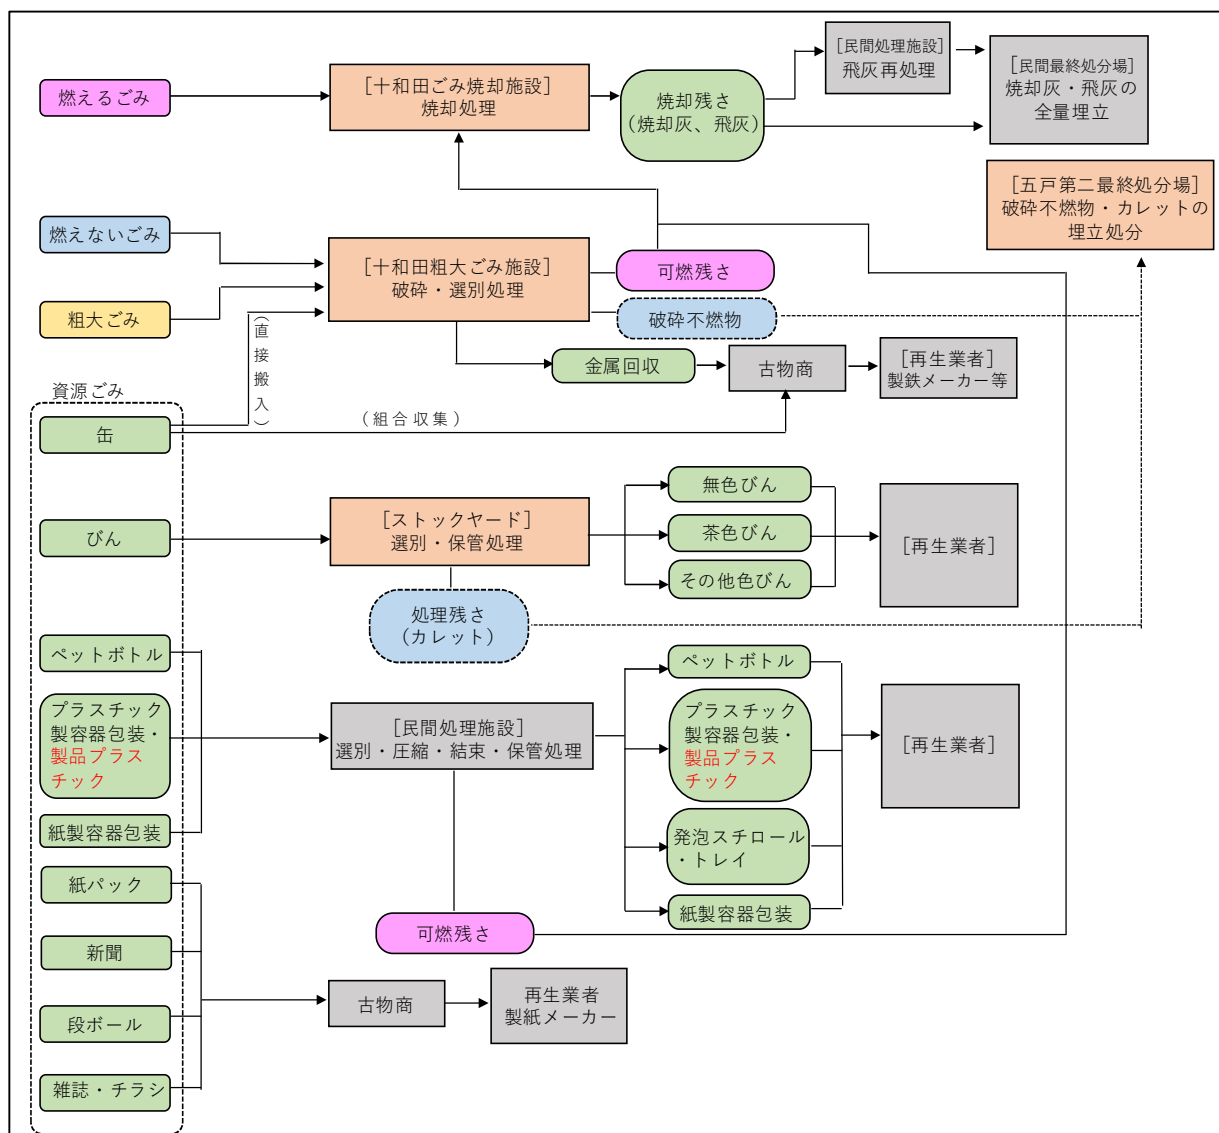 燃えるごみ
［十和田ごみ焼却施設］
焼却処理
焼却残さ
（焼却灰、飛灰）
［民間処理施設］
飛灰再処理
［民間最終処分場］
焼却灰・飛灰の
全量埋立
［五戸第二最終処分場］
破砕不燃物・カレットの
埋立処分
燃えないごみ
粗大ごみ
［十和田粗大ごみ施設］
破砕・選別処理
可燃残さ
破砕不燃物
（直接搬入）
金属回収
古物商
［再生業者］
製鉄メーカー等
資源ごみ
缶
（組合収集）
びん
［ストックヤード］
選別・保管処理
無色びん
茶色びん
その他色びん
［再生業者］
処理残さ
（カレット）
ペットボトル
プラスチック
製容器包装・
製品プラス
チック
紙製容器包装
［民間処理施設］
選別・圧縮・結束・保管処理
ペットボトル
プラスチック
製容器包装・
製品プラス
チック
発泡スチロール
・トレイ
紙製容器包装
［再生業者］
可燃残さ
紙パック
新聞
段ボール
雑誌・チラシ
古物商
再生業者
製紙メーカー